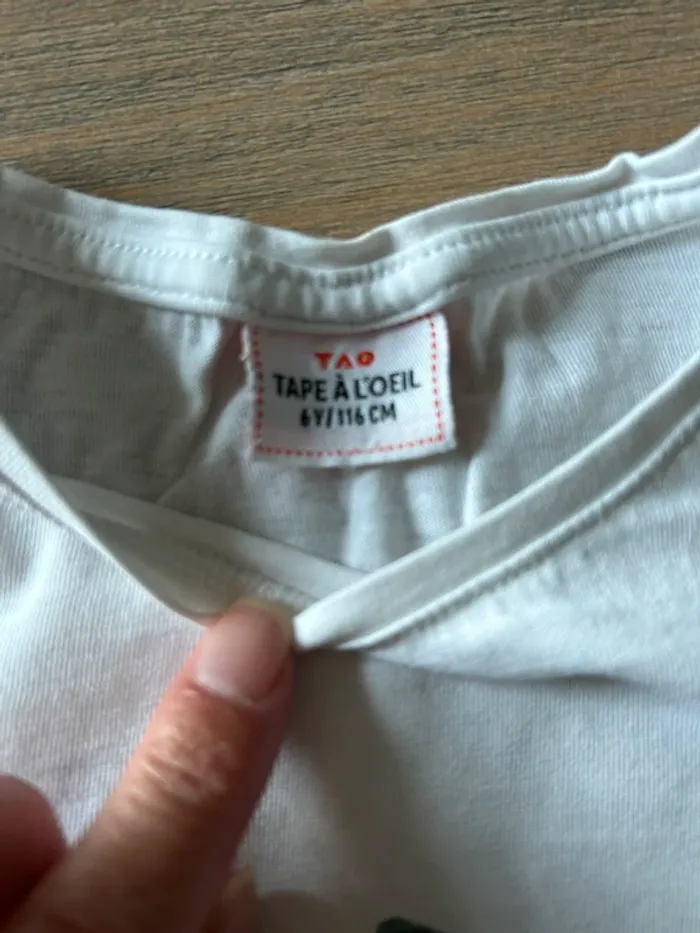 TAO
TAPE À L'OEIL
6Y/116 CM